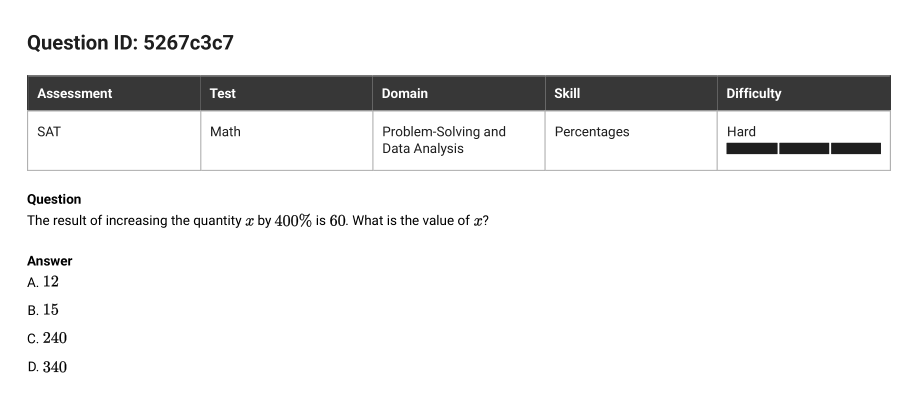 Question ID: 5267c3c7
Assessment Test Domain Skill Difficulty
SAT Math Problem-Solving and Data Analysis Percentages Hard
Question
The result of increasing the quantity x by 400% is 60. What is the value of x?
Answer
A. 12
B. 15
C. 240
D. 340